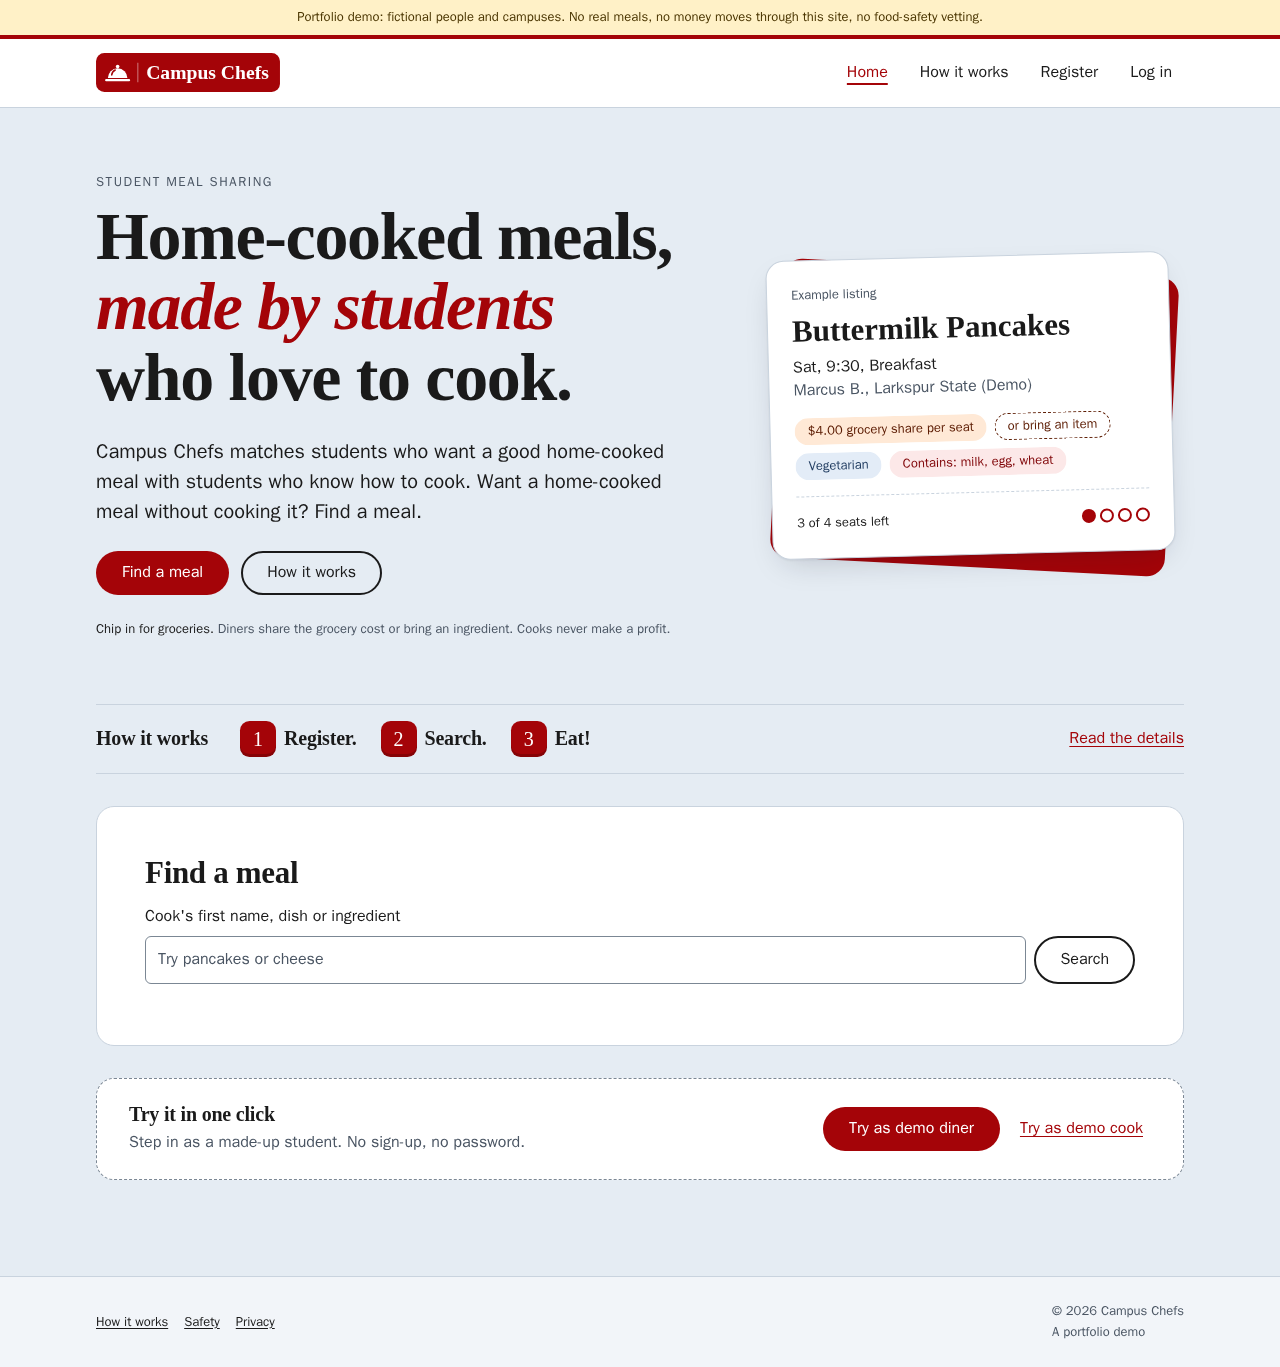 Portfolio demo: fictional people and campuses. No real meals, no money moves through this site, no food-safety vetting.
Campus Chefs
Home
How it works
Register
Log in
STUDENT MEAL SHARING
Home-cooked meals,
made by students
who love to cook.
Campus Chefs matches students who want a good home-cooked
meal with students who know how to cook. Want a home-cooked
meal without cooking it? Find a meal.
Find a meal
How it works
Chip in for groceries. Diners share the grocery cost or bring an ingredient. Cooks never make a profit.
Example listing
Buttermilk Pancakes
Sat, 9:30, Breakfast
Marcus B., Larkspur State (Demo)
$4.00 grocery share per seat
or bring an item
Vegetarian
Contains: milk, egg, wheat
3 of 4 seats left
How it works
1 Register.
2 Search.
3 Eat!
Read the details
Find a meal
Cook's first name, dish or ingredient
Try pancakes or cheese
Search
Try it in one click
Step in as a made-up student. No sign-up, no password.
Try as demo diner
Try as demo cook
How it works
Safety
Privacy
© 2026 Campus Chefs
A portfolio demo